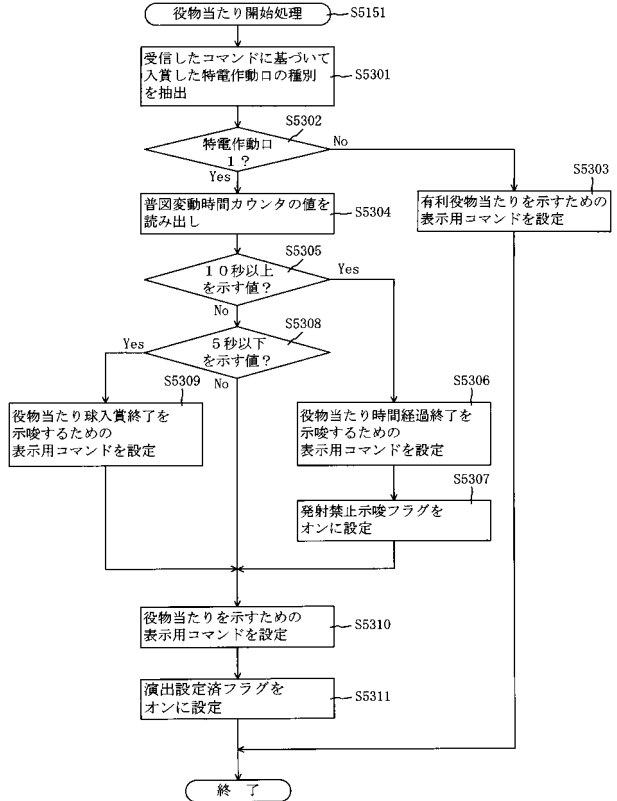 役物当たり開始処理
S5151
受信したコマンドに基づいて
入賞した特電作動口の種別
を抽出
S5301
S5302
特電作動口
1?
No
Yes
S5303
有利役物当たりを示すための
表示用コマンドを設定
普図変動時間カウンタの値を
読み出し
S5304
S5305
10秒以上
を示す値?
Yes
No
S5308
5秒以下
を示す値?
Yes
No
S5309
役物当たり球入賞終了を
示唆するための
表示用コマンドを設定
S5306
役物当たり時間経過終了を
示唆するための
表示用コマンドを設定
S5307
発射禁止示唆フラグを
オンに設定
役物当たりを示すための
表示用コマンドを設定
S5310
演出設定済フラグを
オンに設定
S5311
終 了